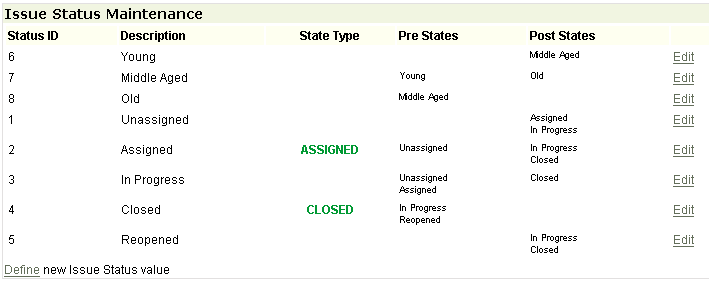 Issue Status Maintenance
Status ID Description State Type Pre States Post States
6 Young Middle Aged Edit
7 Middle Aged Young Old Edit
8 Old Middle Aged Edit
1 Unassigned Assigned Edit
In Progress
2 Assigned ASSIGNED Unassigned In Progress Edit
Closed
3 In Progress Unassigned Closed Edit
Assigned
4 Closed CLOSED In Progress Edit
Reopened
5 Reopened In Progress Edit
Closed
Define new Issue Status value